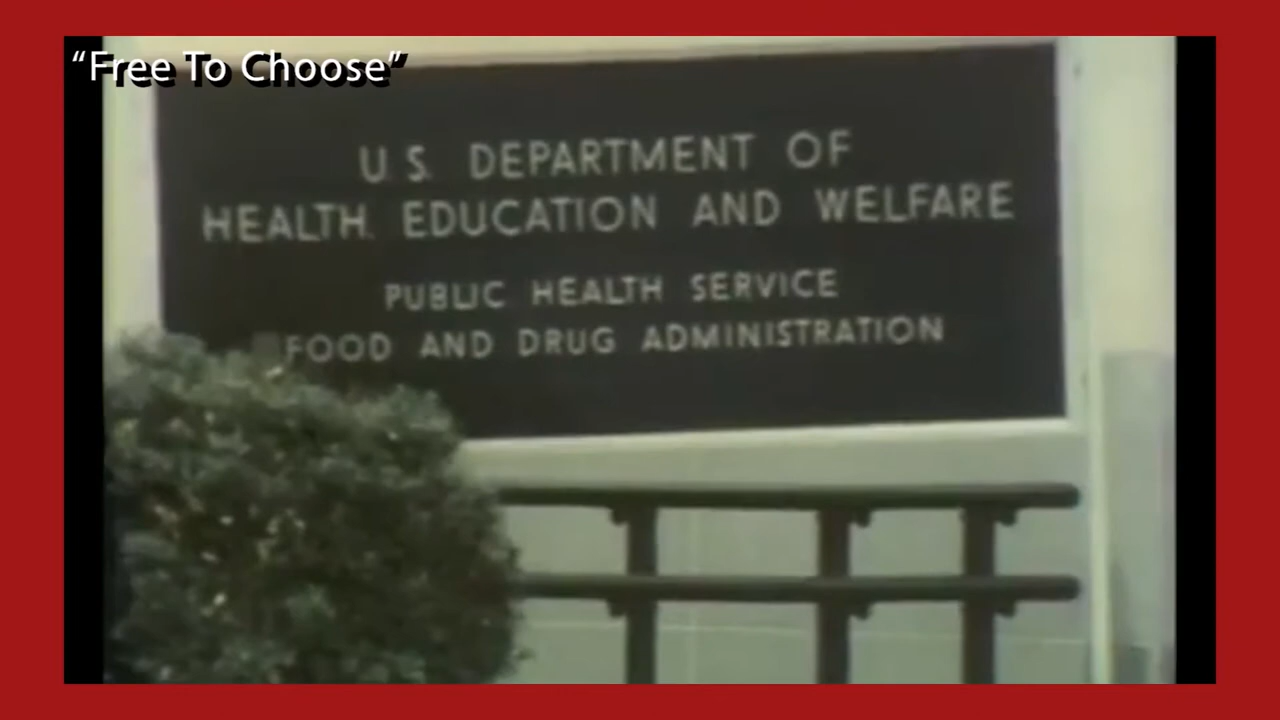 “Free To Choose”
U.S. DEPARTMENT OF
HEALTH, EDUCATION AND WELFARE
PUBLIC HEALTH SERVICE
FOOD AND DRUG ADMINISTRATION